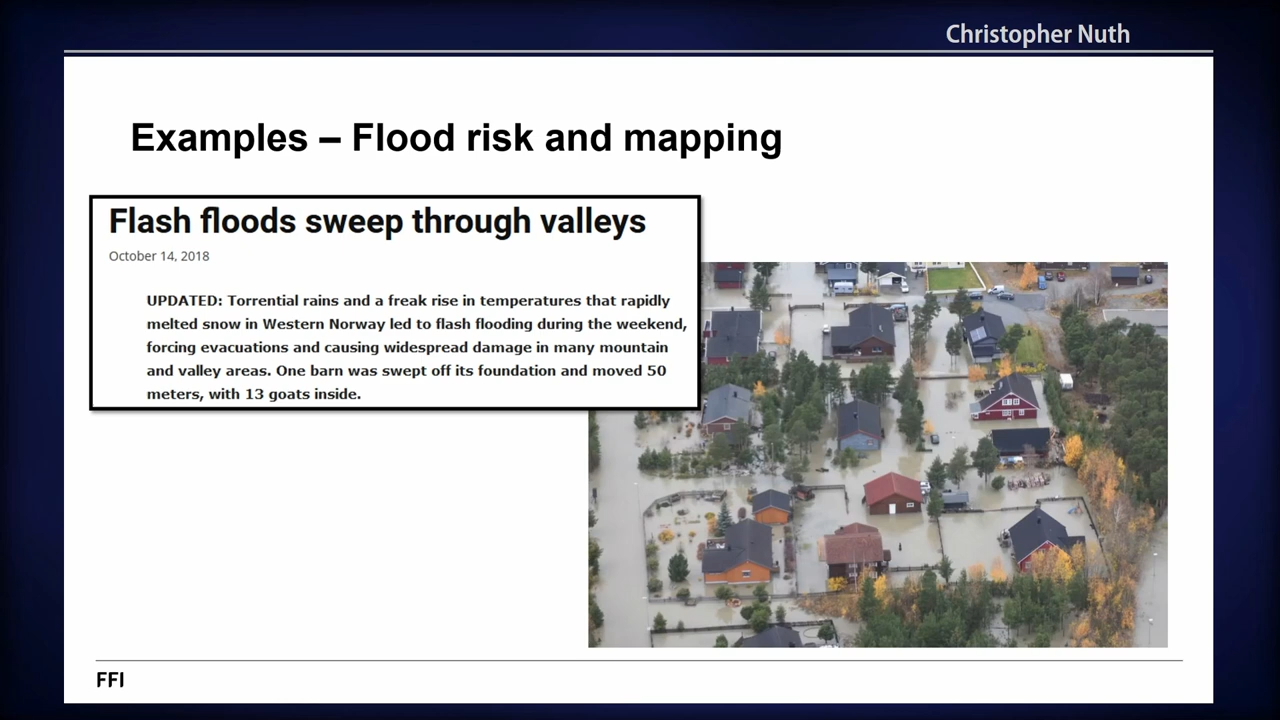 Christopher Nuth
Examples – Flood risk and mapping
Flash floods sweep through valleys
October 14, 2018
UPDATED: Torrential rains and a freak rise in temperatures that rapidly
melted snow in Western Norway led to flash flooding during the weekend,
forcing evacuations and causing widespread damage in many mountain
and valley areas. One barn was swept off its foundation and moved 50
meters, with 13 goats inside.
FFI